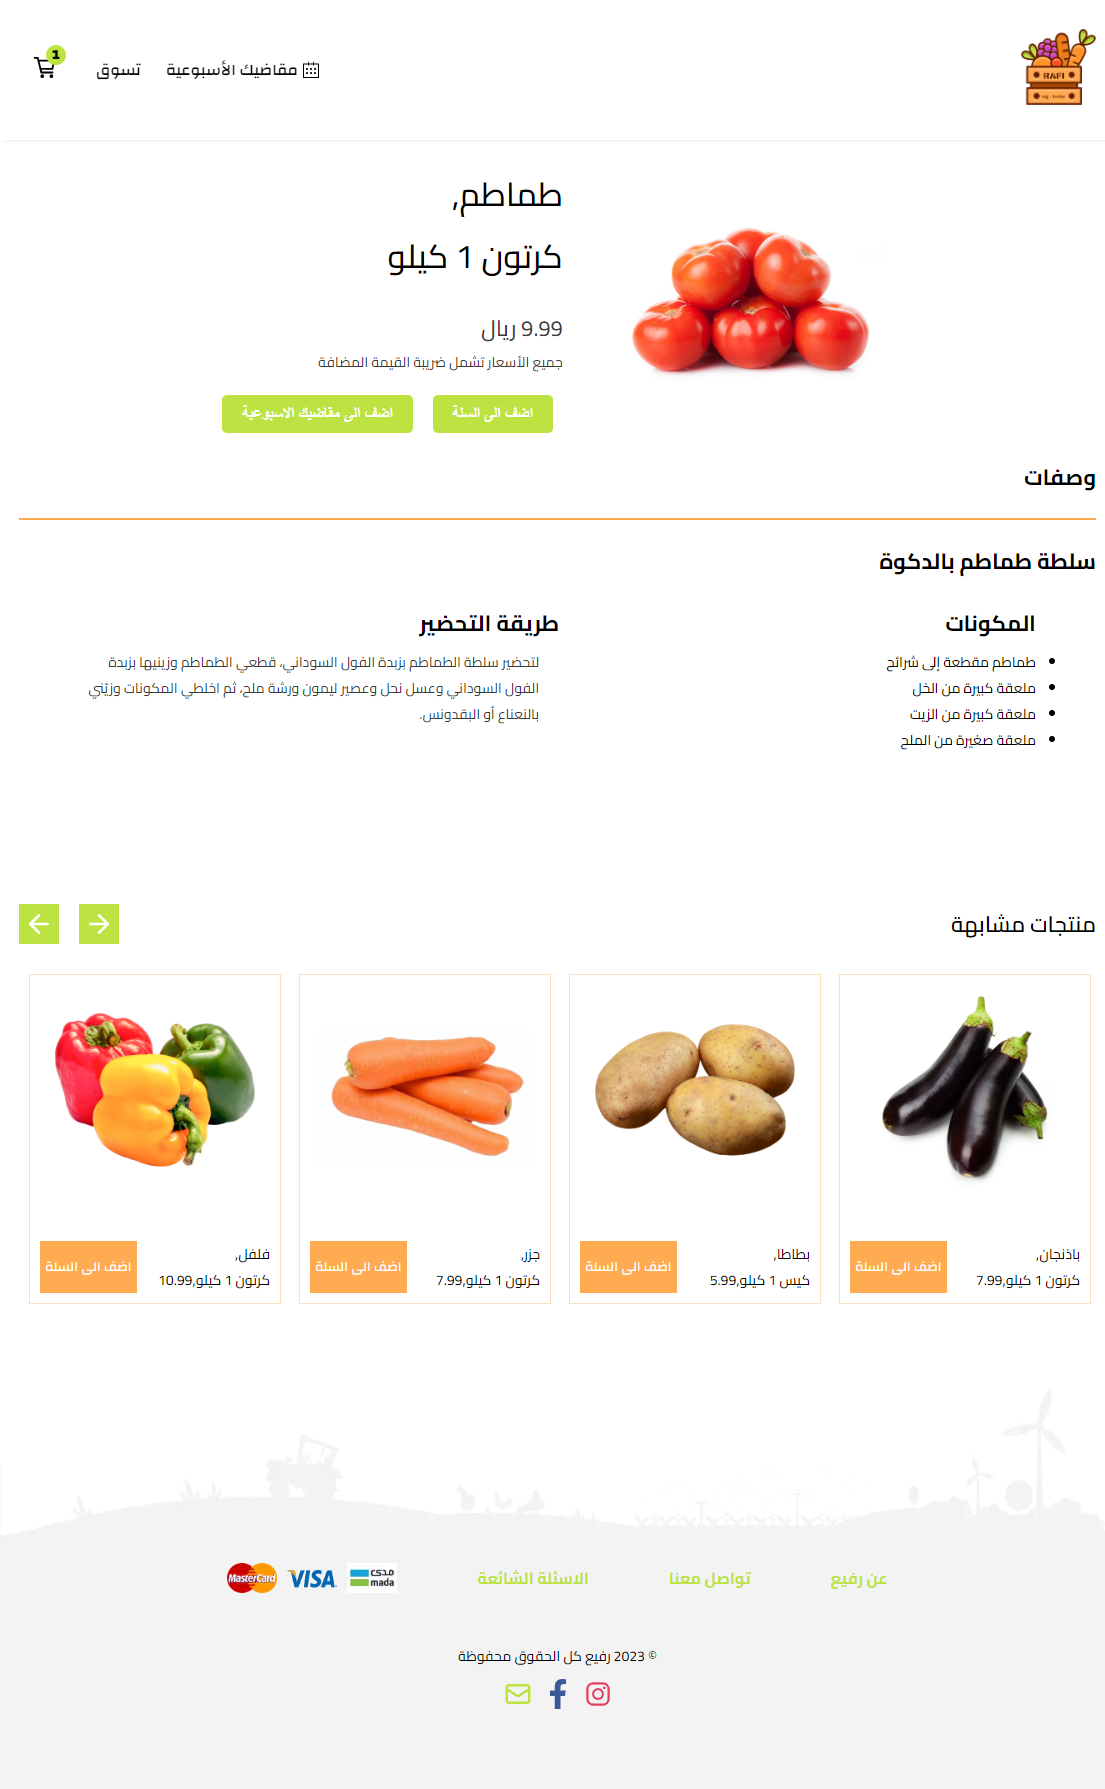 RAFI
مقاضيك الأسبوعية
تسوق
1
طماطم,
كرتون 1 كيلو
9.99 ريال
جميع الأسعار تشمل ضريبة القيمة المضافة
اضف الى السلة
اضف الى مقاضيك الاسبوعية
وصفات
سلطة طماطم بالدكوة
المكونات
طماطم مقطعة إلى شرائح
ملعقة كبيرة من الخل
ملعقة كبيرة من الزيت
ملعقة صغيرة من الملح
طريقة التحضير
لتحضير سلطة الطماطم بزبدة الفول السوداني، قطعي الطماطم وزينيها بزبدة
الفول السوداني وعسل نحل وعصير ليمون ورشة ملح، ثم اخلطي المكونات وزيّني
بالنعناع أو البقدونس.
منتجات مشابهة
باذنجان,
كرتون 1 كيلو,7.99
اضف الى السلة
بطاطا,
كيس 1 كيلو,5.99
اضف الى السلة
جزر,
كرتون 1 كيلو,7.99
اضف الى السلة
فلفل,
كرتون 1 كيلو,10.99
اضف الى السلة
عن رفيع
تواصل معنا
الاسئلة الشائعة
مدى
mada
VISA
MasterCard
© 2023 رفيع كل الحقوق محفوظة